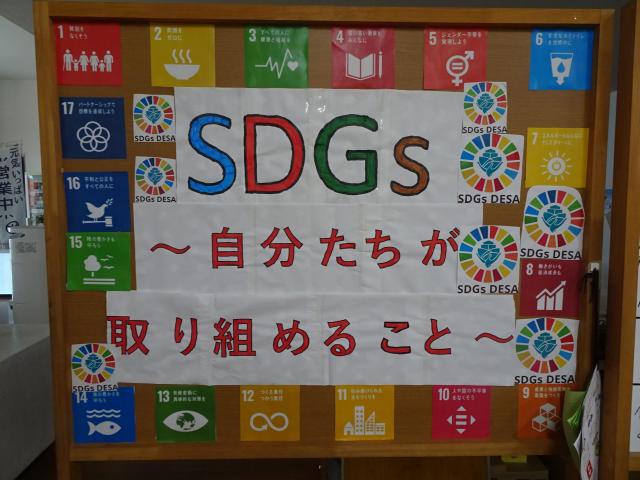 1 貧困をなくそう
2 飢餓をゼロに
3 すべての人に健康と福祉を
4 質の高い教育をみんなに
5 ジェンダー平等を実現しよう
6 安全な水とトイレを世界中に
17 パートナーシップで目標を達成しよう
SDGs DESA
SDGs
SDGs DESA
7 エネルギーをみんなにそしてクリーンに
16 平和と公正をすべての人に
SDGs DESA
SDGs DESA
元気いっぱい
営業中
15 陸の豊かさも守ろう
～自分たちが
SDGs DESA
SDGs DESA
8 働きがいも経済成長も
取り組めること～
SDGs DESA
SDGs DESA
14 海の豊かさを守ろう
13 気候変動に具体的な対策を
12 つくる責任つかう責任
11 住み続けられるまちづくりを
10 人や国の不平等をなくそう
9 産業と技術革新の基盤をつくろう